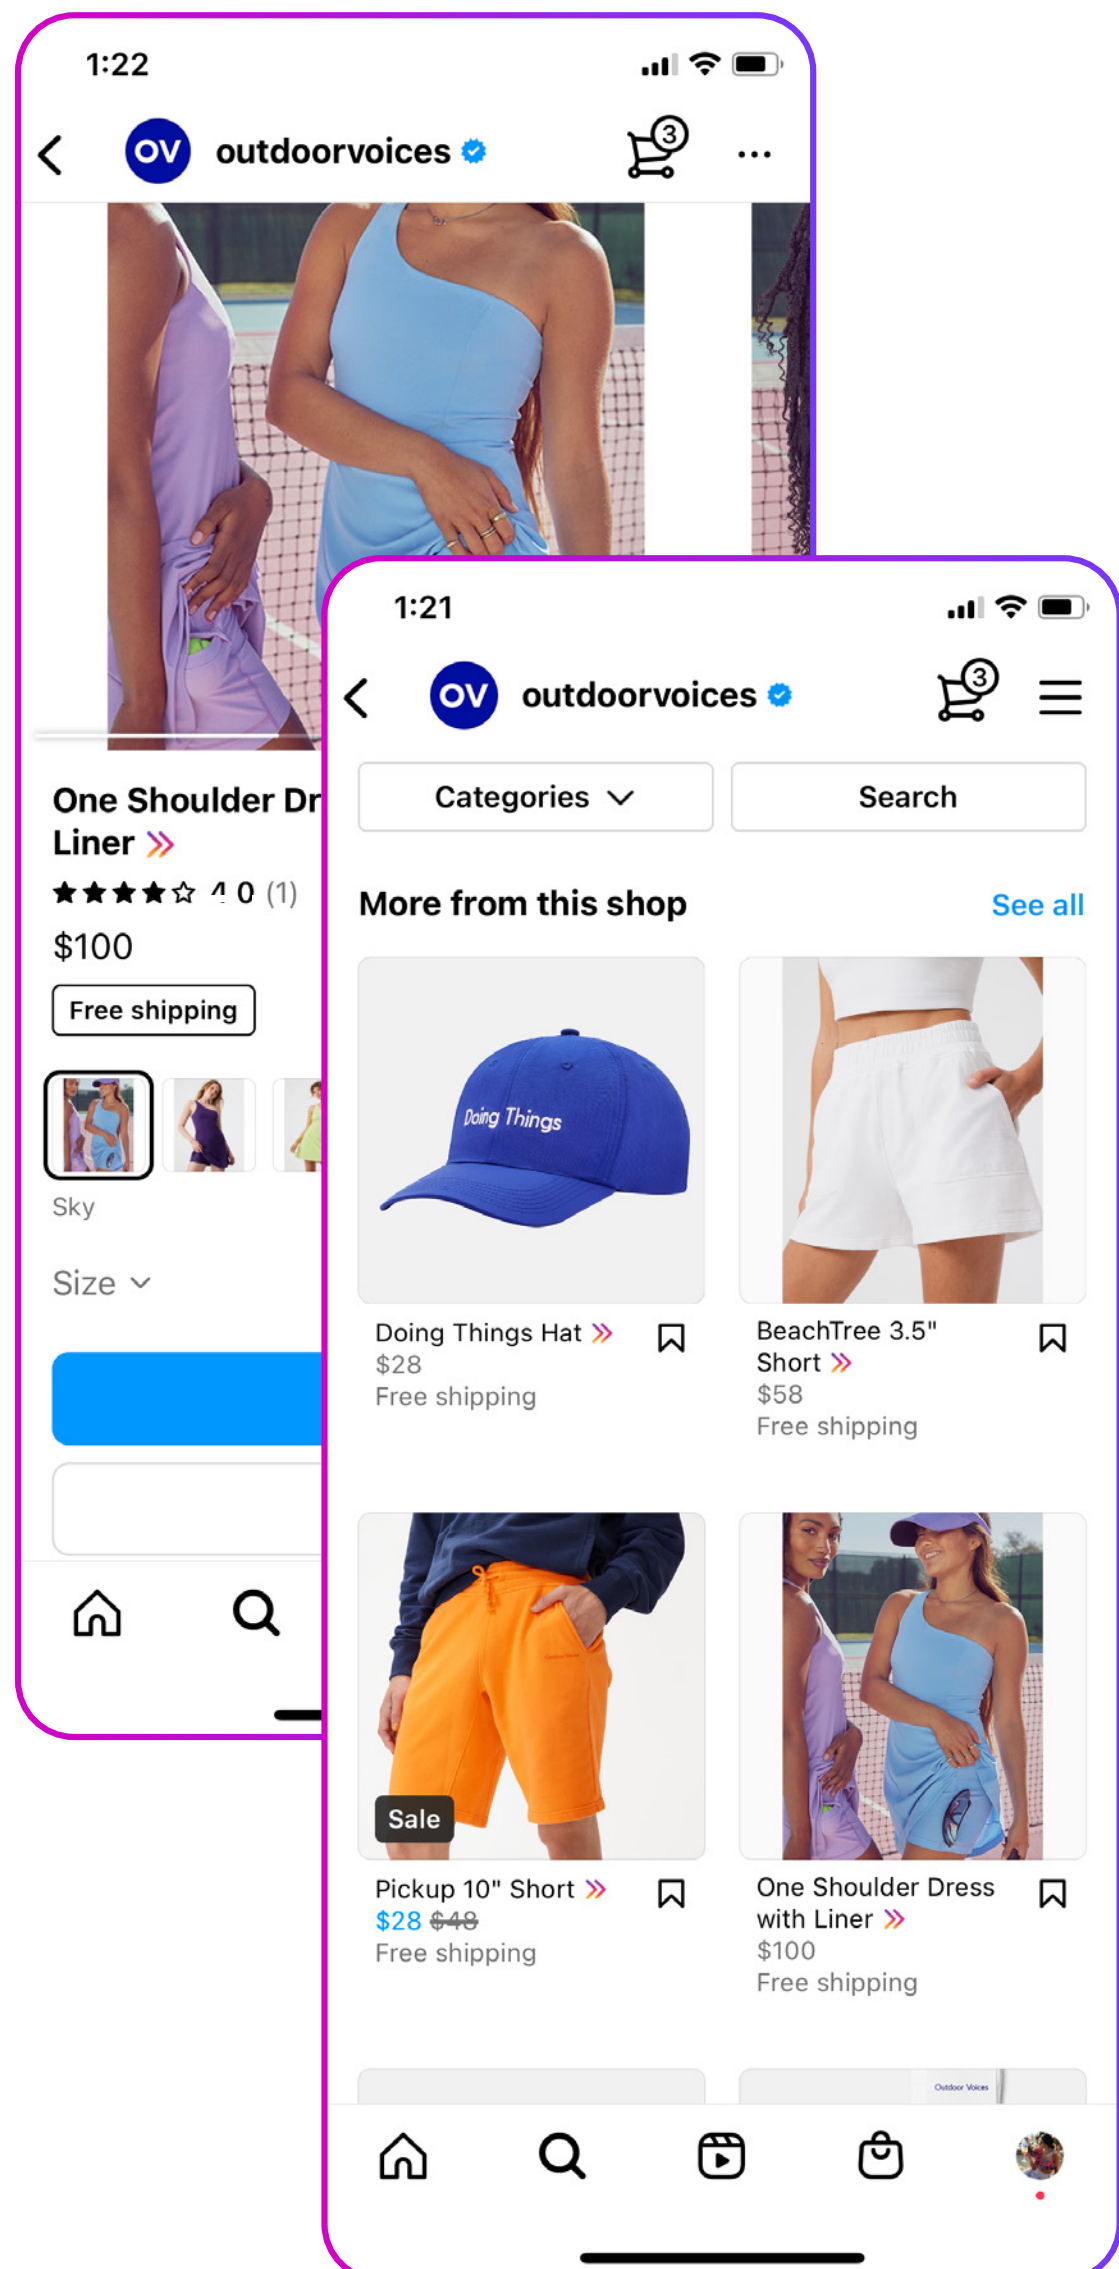 1:22
OV outdoorvoices 3
One Shoulder Dr
Liner
4.0 (1)
$100
Free shipping
Sky
Size
1:21
OV outdoorvoices 3
Categories Search
More from this shop See all
Doing Things
Doing Things Hat
$28
Free shipping
BeachTree 3.5"
Short
$58
Free shipping
Sale
Pickup 10" Short
$28 $48
Free shipping
One Shoulder Dress
with Liner
$100
Free shipping
Outdoor Voices